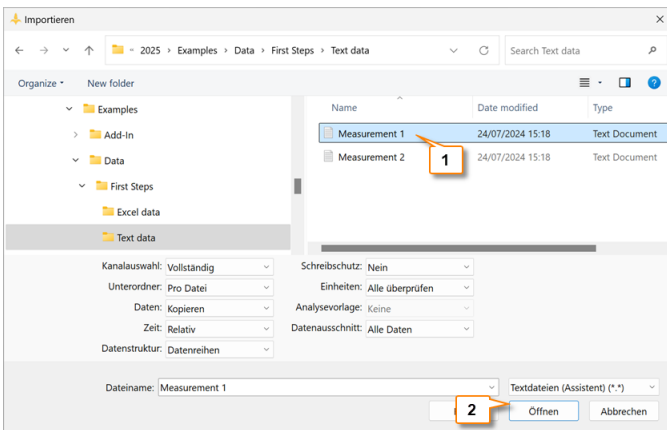 Importieren
2025 › Examples › Data › First Steps › Text data
Search Text data
Organize
New folder
Examples
Add-In
Data
First Steps
Excel data
Text data
Name Date modified Type
Measurement 1 24/07/2024 15:18 Text Document
Measurement 2 24/07/2024 15:18 Text Document
1
Kanalauswahl: Vollständig Schreibschutz: Nein
Unterordner: Pro Datei Einheiten: Alle überprüfen
Daten: Kopieren Analysevorlage: Keine
Zeit: Relativ Datenausschnitt: Alle Daten
Datenstruktur: Datenreihen
Dateiname: Measurement 1 Textdateien (Assistent) (*.*)
2
Öffnen Abbrechen